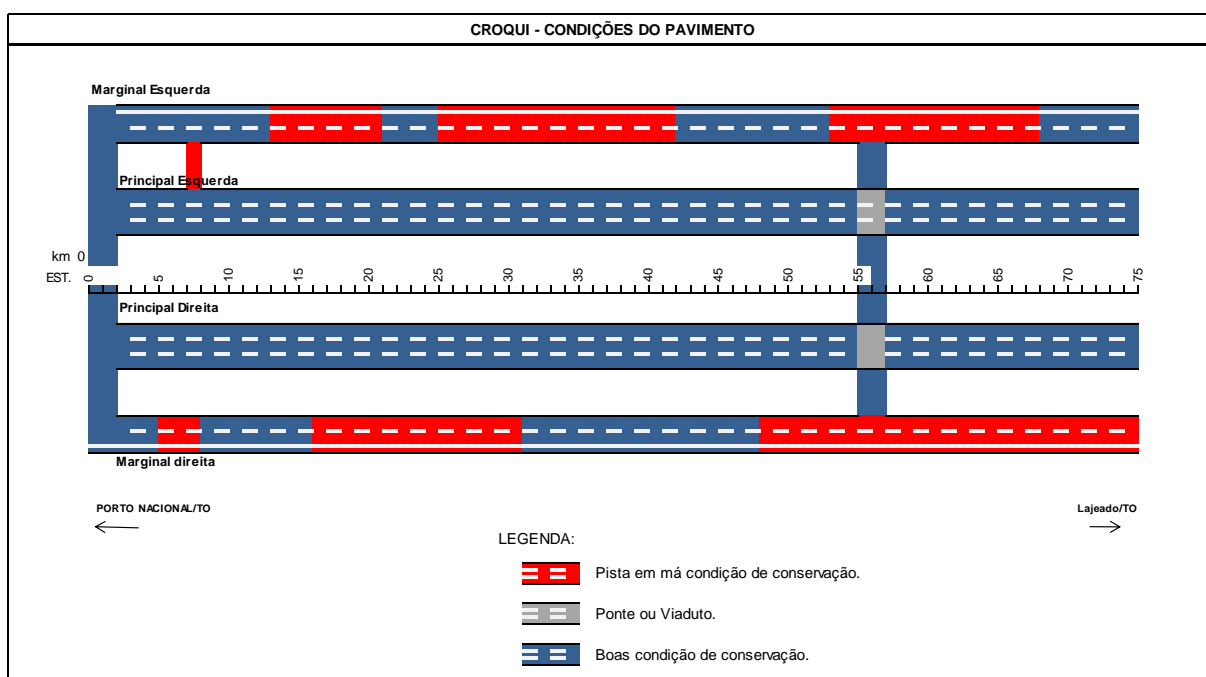 CROQUI - CONDIÇÕES DO PAVIMENTO
Marginal Esquerda
Principal Esquerda
km 0
EST. 0 5 10 15 20 25 30 35 40 45 50 55 60 65 70 75
Principal Direita
Marginal direita
PORTO NACIONAL/TO
Lajeado/TO
LEGENDA:
Pista em má condição de conservação.
Ponte ou Viaduto.
Boas condição de conservação.